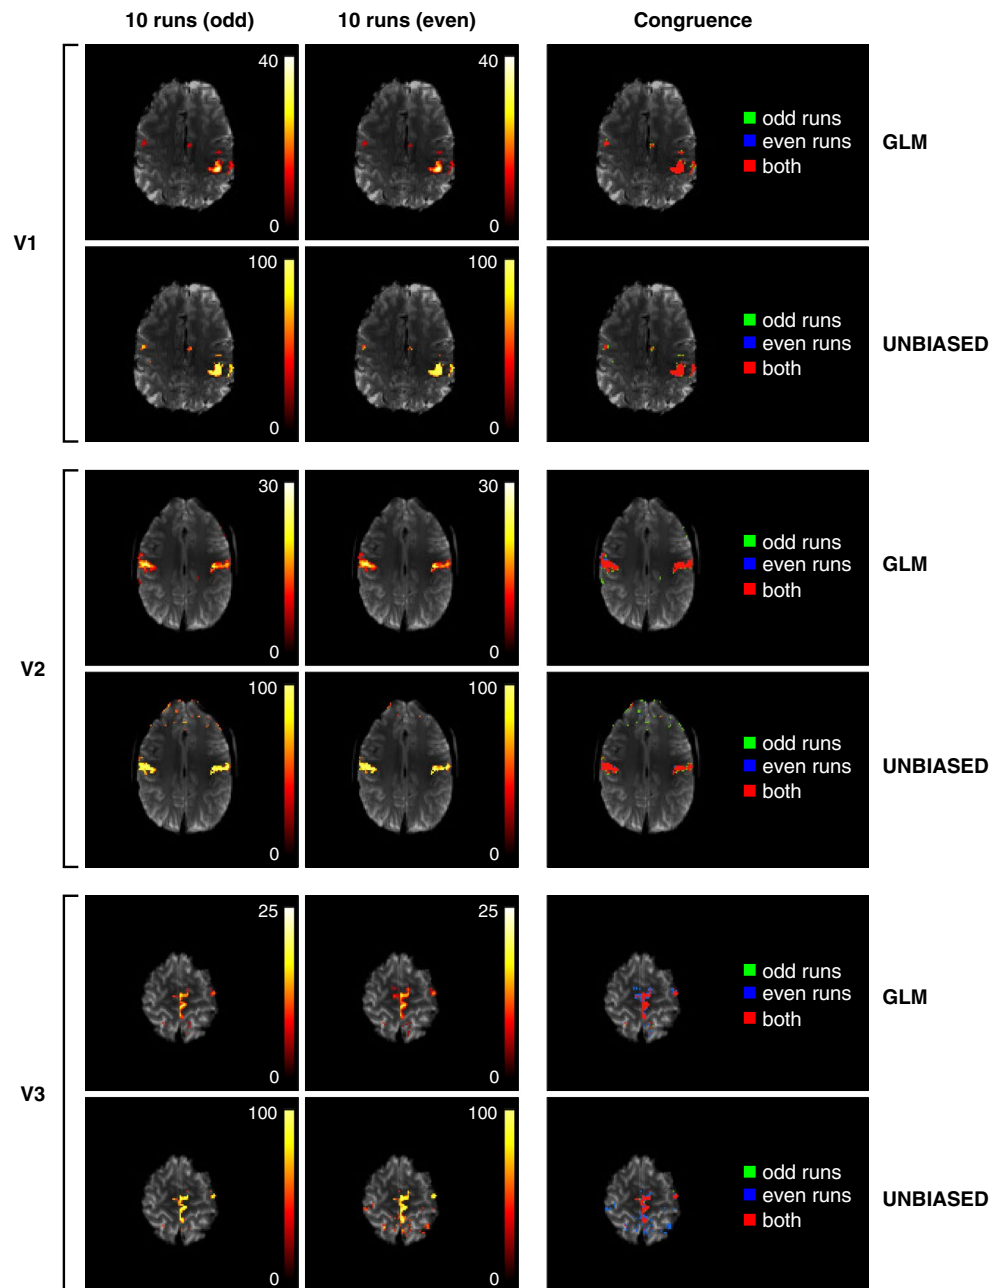 10 runs (odd) 10 runs (even) Congruence
40 40
odd runs
even runs
both
GLM
0 0
V1
100 100
odd runs
even runs
both
UNBIASED
0 0
30 30
odd runs
even runs
both
GLM
0 0
V2
100 100
odd runs
even runs
both
UNBIASED
0 0
25 25
odd runs
even runs
both
GLM
0 0
V3
100 100
odd runs
even runs
both
UNBIASED
0 0